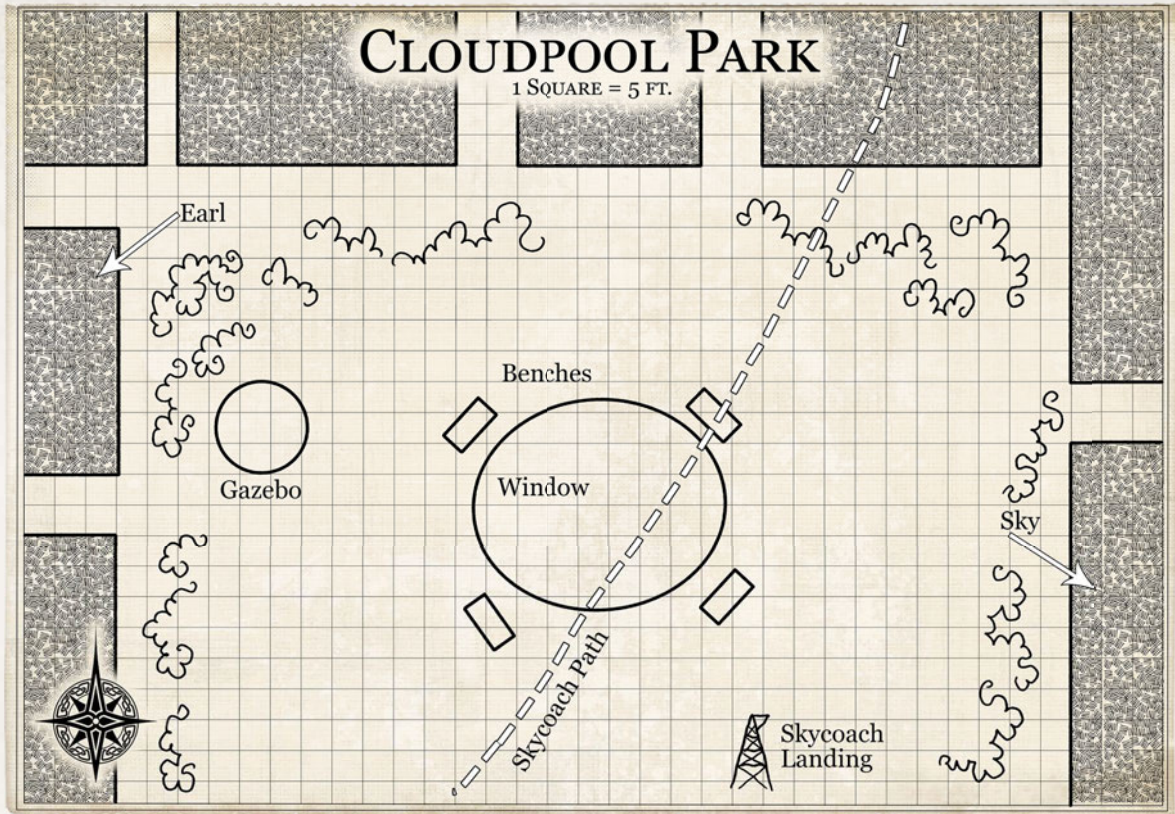 CLOUDPOOL PARK
1 SQUARE = 5 FT.
Earl
Benches
Window
Gazebo
Sky
Skycoach Path
Skycoach
Landing